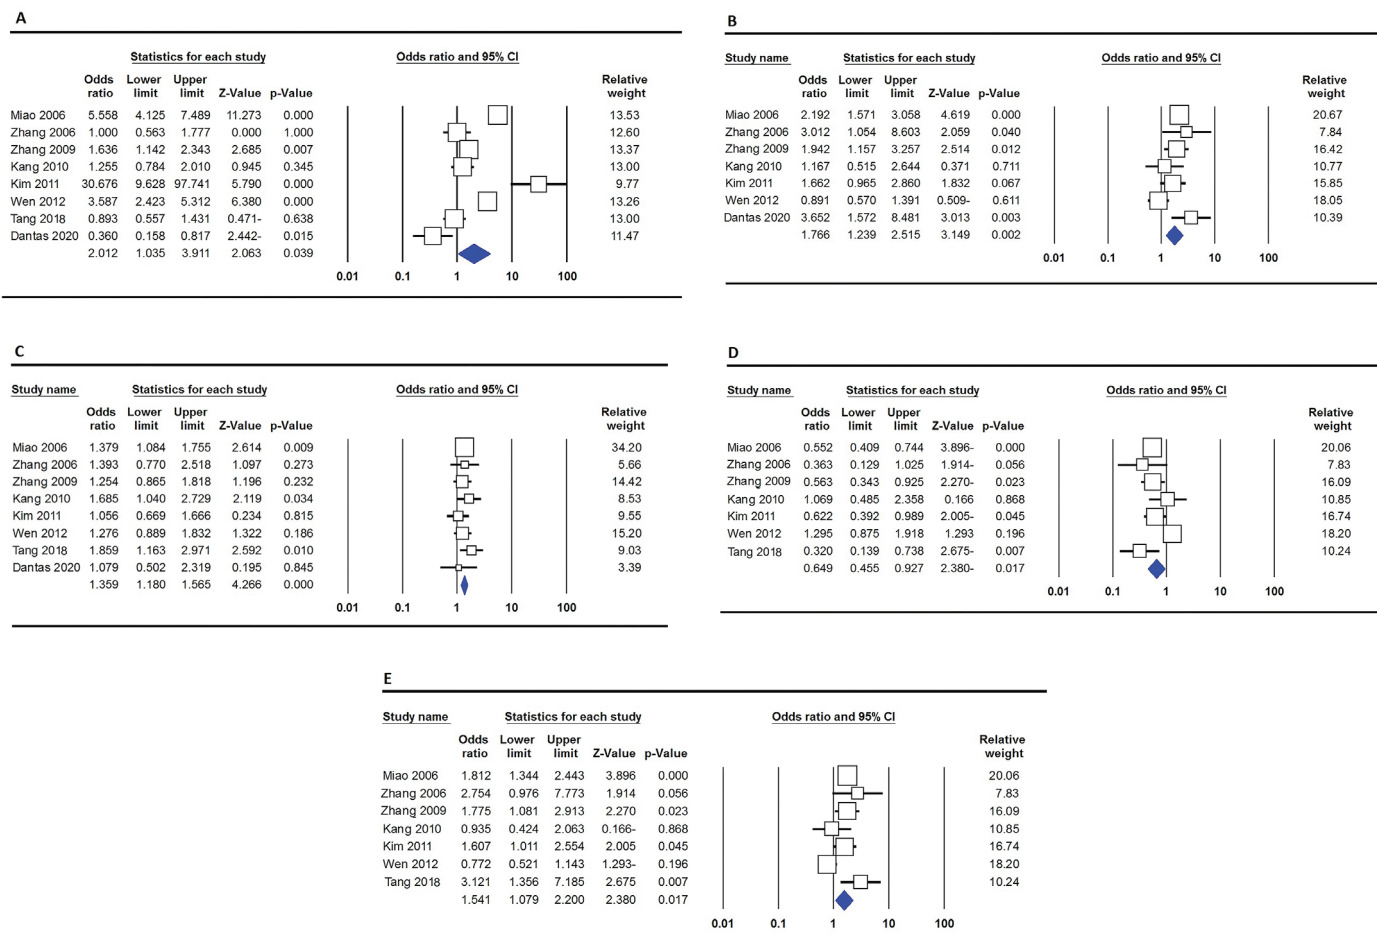 A
Statistics for each study Odds ratio and 95% CI
Odds Lower Upper Relative
ratio limit limit Z-Value p-Value weight
Miao 2006 5.558 4.125 7.489 11.273 0.000 13.53
Zhang 2006 1.000 0.563 1.777 0.000 1.000 12.60
Zhang 2009 1.636 1.142 2.343 2.685 0.007 13.37
Kang 2010 1.255 0.784 2.010 0.945 0.345 13.00
Kim 2011 30.676 9.628 97.741 5.790 0.000 9.77
Wen 2012 3.587 2.423 5.312 6.380 0.000 13.26
Tang 2018 0.893 0.557 1.431 0.471- 0.638 13.00
Dantas 2020 0.360 0.158 0.817 2.442- 0.015 11.47
2.012 1.035 3.911 2.063 0.039
0.01 0.1 1 10 100
B
Study name Statistics for each study Odds ratio and 95% CI
Odds Lower Upper Relative
ratio limit limit Z-Value p-Value weight
Miao 2006 2.192 1.571 3.058 4.619 0.000 20.67
Zhang 2006 3.012 1.054 8.603 2.059 0.040 7.84
Zhang 2009 1.942 1.157 3.257 2.514 0.012 16.42
Kang 2010 1.167 0.515 2.644 0.371 0.711 10.77
Kim 2011 1.662 0.965 2.860 1.832 0.067 15.85
Wen 2012 0.891 0.570 1.391 0.509- 0.611 18.05
Dantas 2020 3.652 1.572 8.481 3.013 0.003 10.39
1.766 1.239 2.515 3.149 0.002
0.01 0.1 1 10 100
C
Study name Statistics for each study Odds ratio and 95% CI
Odds Lower Upper Relative
ratio limit limit Z-Value p-Value weight
Miao 2006 1.379 1.084 1.755 2.614 0.009 34.20
Zhang 2006 1.393 0.770 2.518 1.097 0.273 5.66
Zhang 2009 1.254 0.865 1.818 1.196 0.232 14.42
Kang 2010 1.685 1.040 2.729 2.119 0.034 8.53
Kim 2011 1.056 0.669 1.666 0.234 0.815 9.55
Wen 2012 1.276 0.889 1.832 1.322 0.186 15.20
Tang 2018 1.859 1.163 2.971 2.592 0.010 9.03
Dantas 2020 1.079 0.502 2.319 0.195 0.845 3.39
1.359 1.180 1.565 4.266 0.000
0.01 0.1 1 10 100
D
Study name Statistics for each study Odds ratio and 95% CI
Odds Lower Upper Relative
ratio limit limit Z-Value p-Value weight
Miao 2006 0.552 0.409 0.744 3.896- 0.000 20.06
Zhang 2006 0.363 0.129 1.025 1.914- 0.056 7.83
Zhang 2009 0.563 0.343 0.925 2.270- 0.023 16.09
Kang 2010 1.069 0.485 2.358 0.166 0.868 10.85
Kim 2011 0.622 0.392 0.989 2.005- 0.045 16.74
Wen 2012 1.295 0.875 1.918 1.293 0.196 18.20
Tang 2018 0.320 0.139 0.738 2.675- 0.007 10.24
0.649 0.455 0.927 2.380- 0.017
0.01 0.1 1 10 100
E
Study name Statistics for each study Odds ratio and 95% CI
Odds Lower Upper Relative
ratio limit limit Z-Value p-Value weight
Miao 2006 1.812 1.344 2.443 3.896 0.000 20.06
Zhang 2006 2.754 0.976 7.773 1.914 0.056 7.83
Zhang 2009 1.775 1.081 2.913 2.270 0.023 16.09
Kang 2010 0.935 0.424 2.063 0.166- 0.868 10.85
Kim 2011 1.607 1.011 2.554 2.005 0.045 16.74
Wen 2012 0.772 0.521 1.143 1.293- 0.196 18.20
Tang 2018 3.121 1.356 7.185 2.675 0.007 10.24
1.541 1.079 2.200 2.380 0.017
0.01 0.1 1 10 100